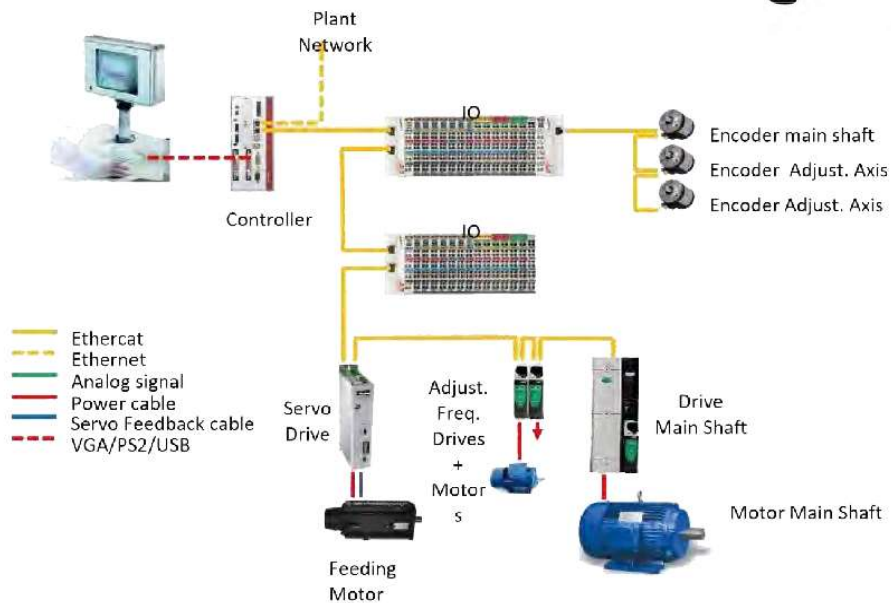 Plant
Network
IO
Encoder main shaft
Encoder Adjust. Axis
Encoder Adjust. Axis
Controller
IO
Ethercat
Ethernet
Analog signal
Power cable
Servo Feedback cable
VGA/PS2/USB
Servo
Drive
Adjust.
Freq.
Drives
+
Motor
s
Drive
Main Shaft
Motor Main Shaft
Feeding
Motor